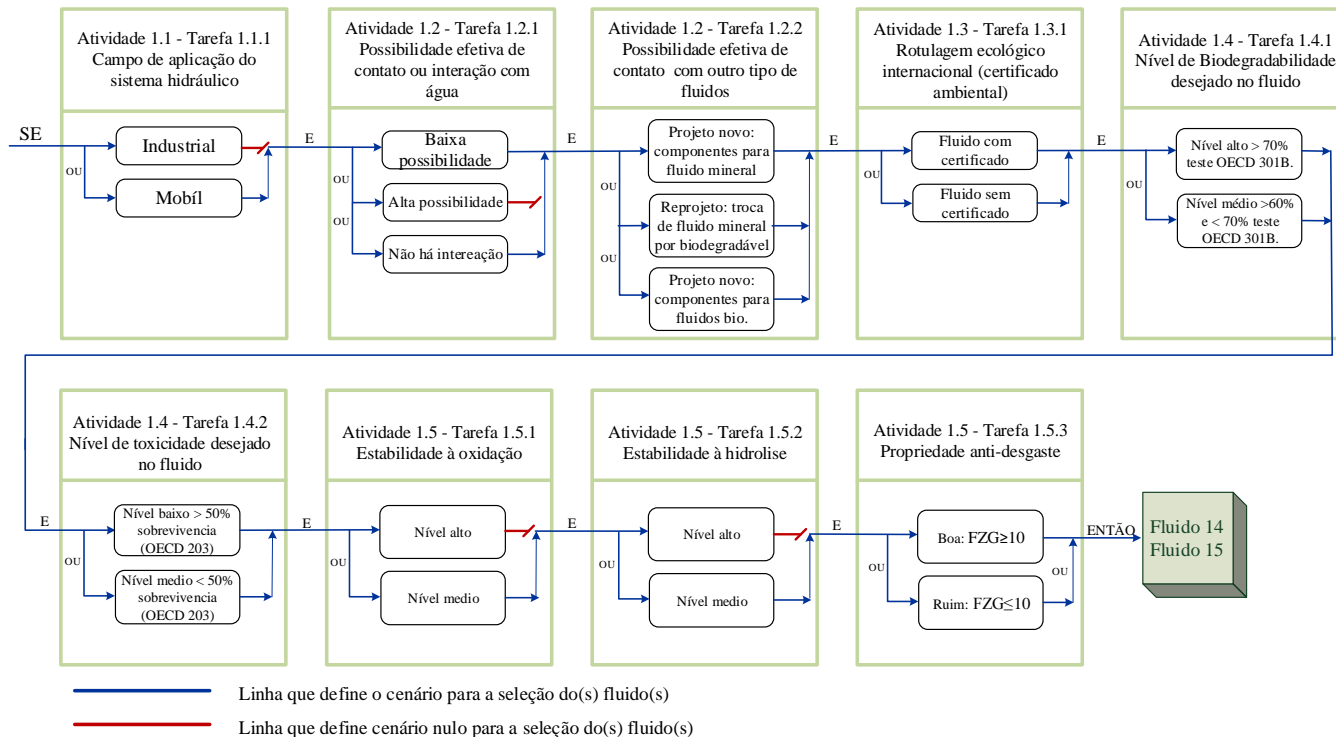 Atividade 1.1 - Tarefa 1.1.1
Campo de aplicação do
sistema hidráulico
SE
Industrial
OU
Mobíl
E
Atividade 1.2 - Tarefa 1.2.1
Possibilidade efetiva de
contato ou interação com
água
Baixa
possibilidade
OU
Alta possibilidade
OU
Não há intereação
E
Atividade 1.2 - Tarefa 1.2.2
Possibilidade efetiva de
contato com outro tipo de
fluidos
Projeto novo:
componentes para
fluido mineral
OU
Reprojeto: troca
de fluido mineral
por biodegradável
OU
Projeto novo:
componentes para
fluidos bio.
E
Atividade 1.3 - Tarefa 1.3.1
Rotulagem ecológico
internacional (certificado
ambiental)
Fluido com
certificado
OU
Fluido sem
certificado
E
Atividade 1.4 - Tarefa 1.4.1
Nível de Biodegradabilidade
desejado no fluido
Nível alto > 70%
teste OECD 301B.
OU
Nível médio >60%
e < 70% teste
OECD 301B.
E
Atividade 1.4 - Tarefa 1.4.2
Nível de toxicidade desejado
no fluido
Nível baixo > 50%
sobrevivencia
(OECD 203)
OU
Nível medio < 50%
sobrevivencia
(OECD 203)
E
Atividade 1.5 - Tarefa 1.5.1
Estabilidade à oxidação
Nível alto
OU
Nível medio
E
Atividade 1.5 - Tarefa 1.5.2
Estabilidade à hidrolise
Nível alto
OU
Nível medio
E
Atividade 1.5 - Tarefa 1.5.3
Propriedade anti-desgaste
Boa: FZG≥10
OU
OU
Ruim: FZG≤10
ENTÃO
Fluido 14
Fluido 15
Linha que define o cenário para a seleção do(s) fluido(s)
Linha que define cenário nulo para a seleção do(s) fluido(s)